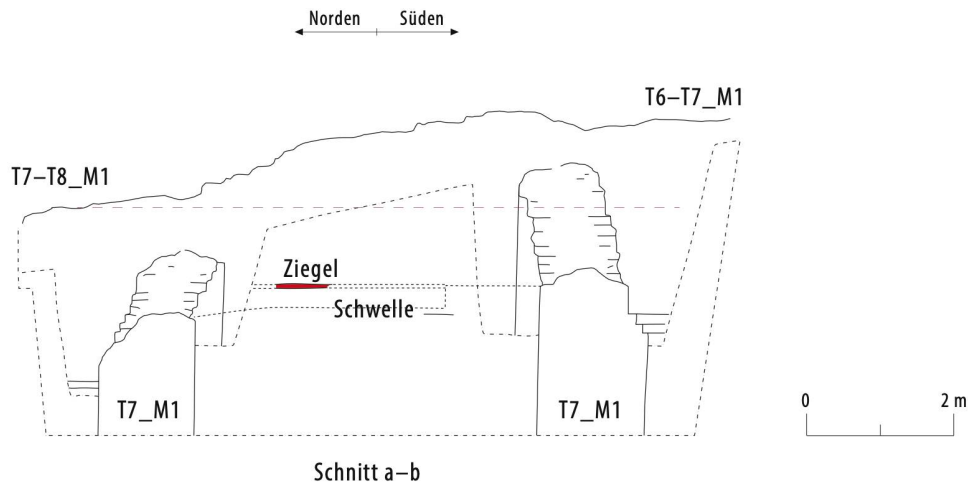 Norden Süden
T6–T7_M1
T7–T8_M1
Ziegel
Schwelle
T7_M1 T7_M1
0 2 m
Schnitt a–b